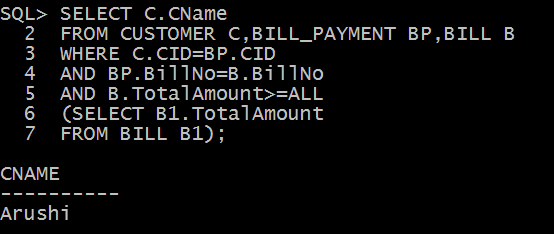 SQL> SELECT C.CName
2 FROM CUSTOMER C,BILL_PAYMENT BP,BILL B
3 WHERE C.CID=BP.CID
4 AND BP.BillNo=B.BillNo
5 AND B.TotalAmount>=ALL
6 (SELECT B1.TotalAmount
7 FROM BILL B1);
CNAME
----------
Arushi